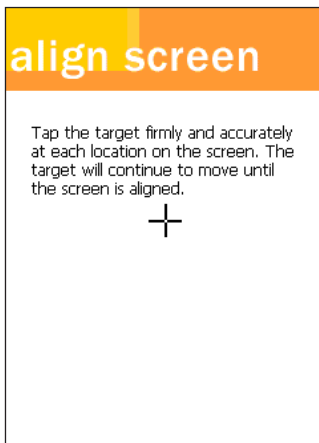 align screen
Tap the target firmly and accurately
at each location on the screen. The
target will continue to move until
the screen is aligned.